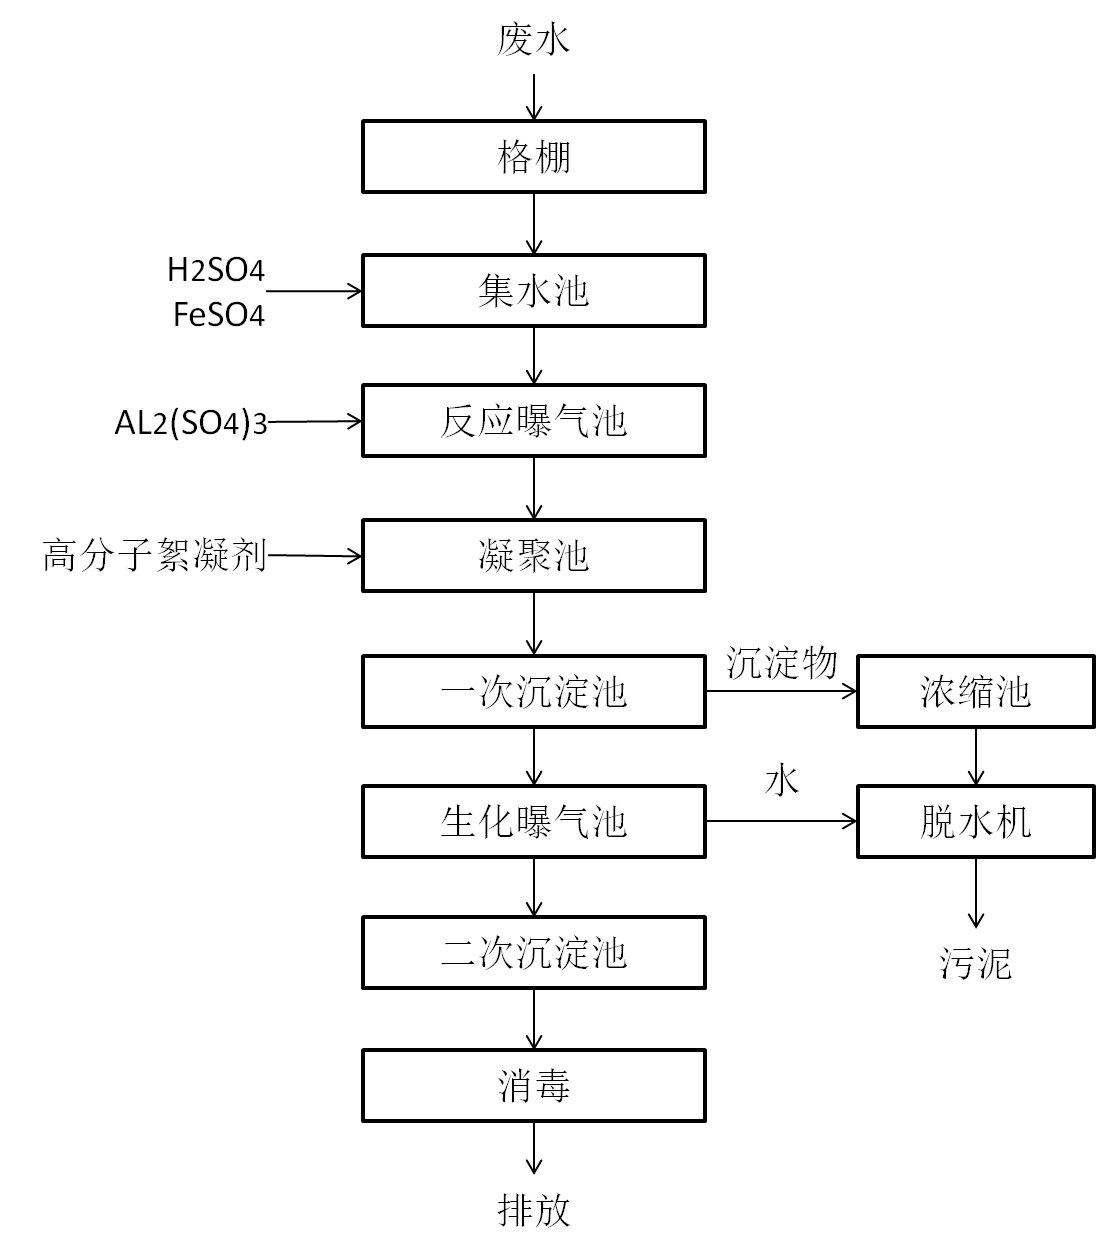 废水
格棚
H2SO4
FeSO4
集水池
AL2(SO4)3
反应曝气池
高分子絮凝剂
凝聚池
一次沉淀池
沉淀物
浓缩池
生化曝气池
水
脱水机
二次沉淀池
污泥
消毒
排放